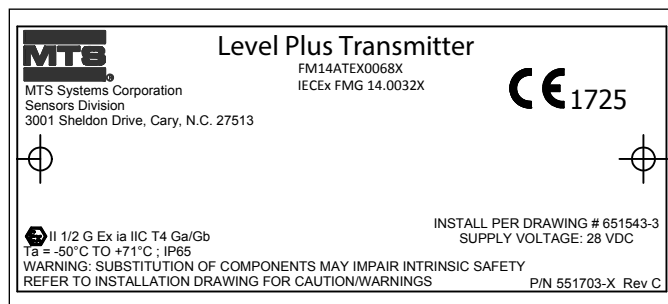 MTS
®
MTS Systems Corporation
Sensors Division
3001 Sheldon Drive, Cary, N.C. 27513
Level Plus Transmitter
FM14ATEX0068X
IECEx FMG 14.0032X
CE 1725
Ex II 1/2 G Ex ia IIC T4 Ga/Gb
Ta = -50°C TO +71°C ; IP65
INSTALL PER DRAWING # 651543-3
SUPPLY VOLTAGE: 28 VDC
WARNING: SUBSTITUTION OF COMPONENTS MAY IMPAIR INTRINSIC SAFETY
REFER TO INSTALLATION DRAWING FOR CAUTION/WARNINGS
P/N 551703-X Rev C